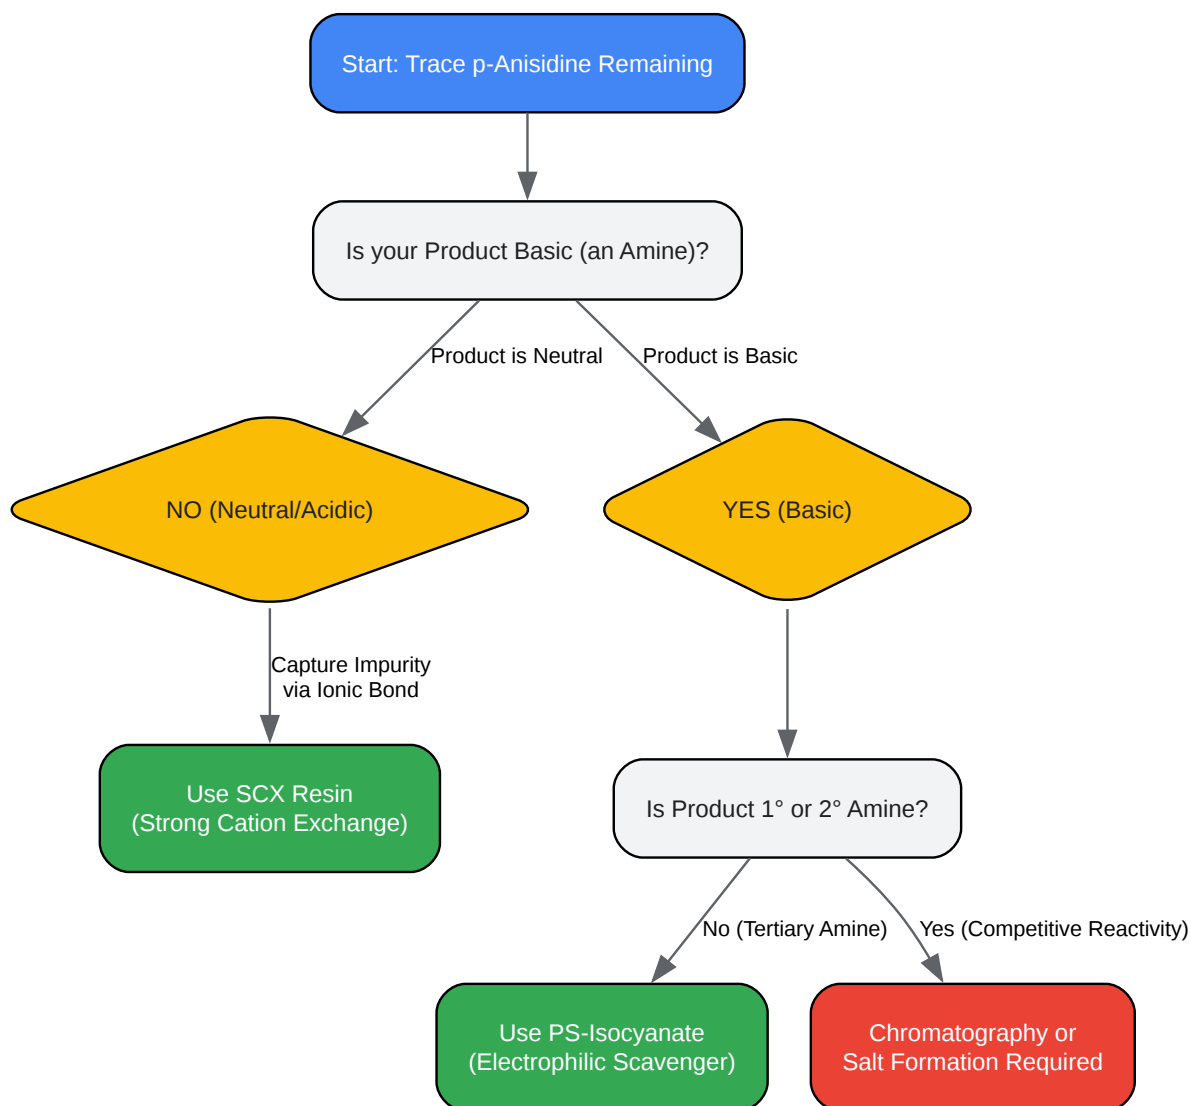 Start: Trace p-Anisidine Remaining
Is your Product Basic (an Amine)?
Product is Neutral
Product is Basic
NO (Neutral/Acidic)
YES (Basic)
Capture Impurity
via Ionic Bond
Use SCX Resin
(Strong Cation Exchange)
Is Product 1° or 2° Amine?
No (Tertiary Amine)
Yes (Competitive Reactivity)
Use PS-Isocyanate
(Electrophilic Scavenger)
Chromatography or
Salt Formation Required